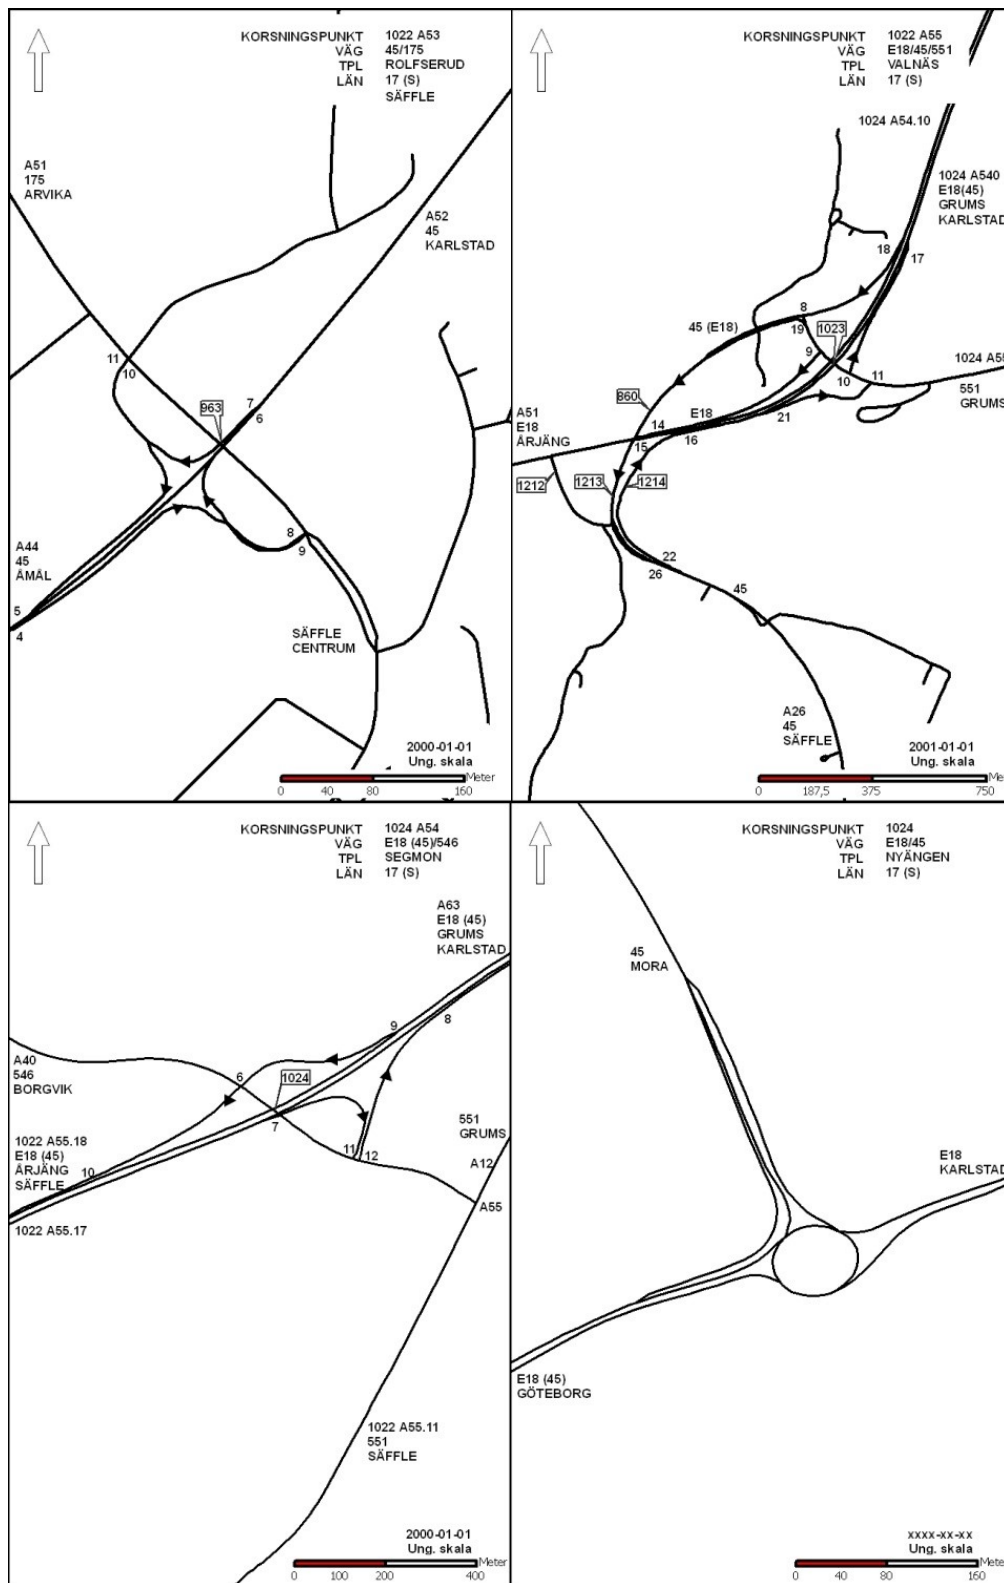 KORSNINGSPUNKT 1022 A53
VÄG 45/175
TPL ROLFSERUD
LÄN 17 (S)
SÄFFLE
A51
175
ARVIKA
A52
45
KARLSTAD
11
10
963
7
6
8
9
A44
45
ÅMÅL
5
4
SÄFFLE
CENTRUM
2000-01-01
Ung. skala
Meter
0 40 80 160
KORSNINGSPUNKT 1022 A55
VÄG E18/45/551
TPL VALNÄS
LÄN 17 (S)
1024 A54.10
1024 A540
E18(45)
GRUMS
KARLSTAD
18
17
8
19
1023
45 (E18)
9
10
11
1024 A55
551
GRUMS
860
E18
21
A51
E18
ÅRJÄNG
14
15
16
1212
1213
1214
22
26
45
A26
45
SÄFFLE
2001-01-01
Ung. skala
0 187,5 375 750
KORSNINGSPUNKT 1024 A54
VÄG E18 (45)/546
TPL SEGMON
LÄN 17 (S)
A63
E18 (45)
GRUMS
KARLSTAD
9
8
A40
546
BORGVIK
6
1024
7
551
GRUMS
11
12
A12
1022 A55.18
E18 (45)
ÅRJÄNG
SÄFFLE
10
A55
1022 A55.17
1022 A55.11
551
SÄFFLE
2000-01-01
Ung. skala
Meter
0 100 200 400
KORSNINGSPUNKT 1024
VÄG E18/45
TPL NYÄNGEN
LÄN 17 (S)
45
MORA
E18
KARLSTAD
E18 (45)
GÖTEBORG
xxxx-xx-xx
Ung. skala
Meter
0 40 80 160